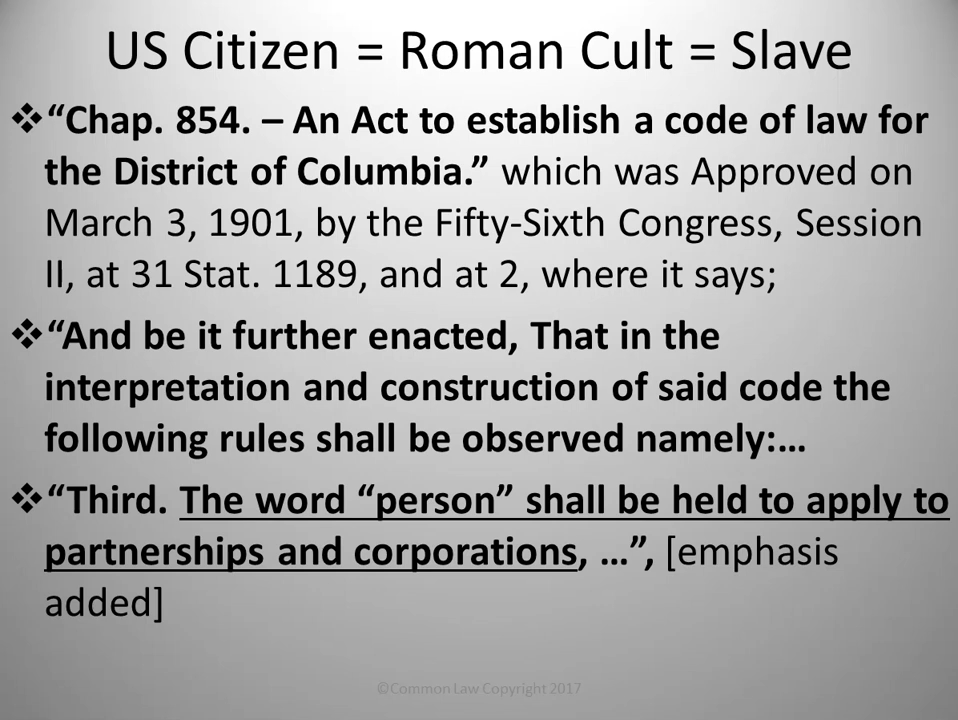 US Citizen = Roman Cult = Slave
❖“Chap. 854. – An Act to establish a code of law for
the District of Columbia.” which was Approved on
March 3, 1901, by the Fifty-Sixth Congress, Session
II, at 31 Stat. 1189, and at 2, where it says;
❖“And be it further enacted, That in the
interpretation and construction of said code the
following rules shall be observed namely:…
❖“Third. The word “person” shall be held to apply to
partnerships and corporations, …”, [emphasis
added]
©Common Law Copyright 2017